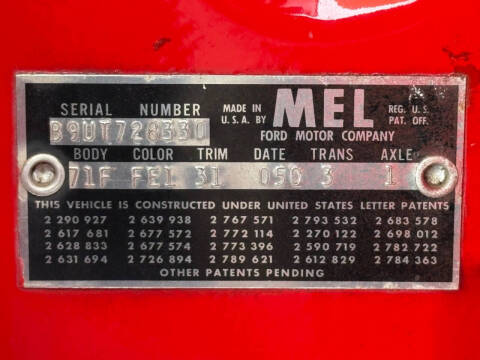 SERIAL NUMBER MADE IN U.S.A. BY MEL REG. U.S. PAT. OFF.
B9UT728330 FORD MOTOR COMPANY
BODY COLOR TRIM DATE TRANS AXLE
71F FE1 31 05O 3 1
THIS VEHICLE IS CONSTRUCTED UNDER UNITED STATES LETTER PATENTS
2 290 927 2 639 938 2 767 571 2 793 532 2 683 578
2 617 681 2 677 572 2 772 114 2 270 122 2 698 012
2 628 833 2 677 574 2 773 396 2 590 719 2 782 722
2 631 694 2 726 894 2 789 621 2 612 829 2 784 363
OTHER PATENTS PENDING